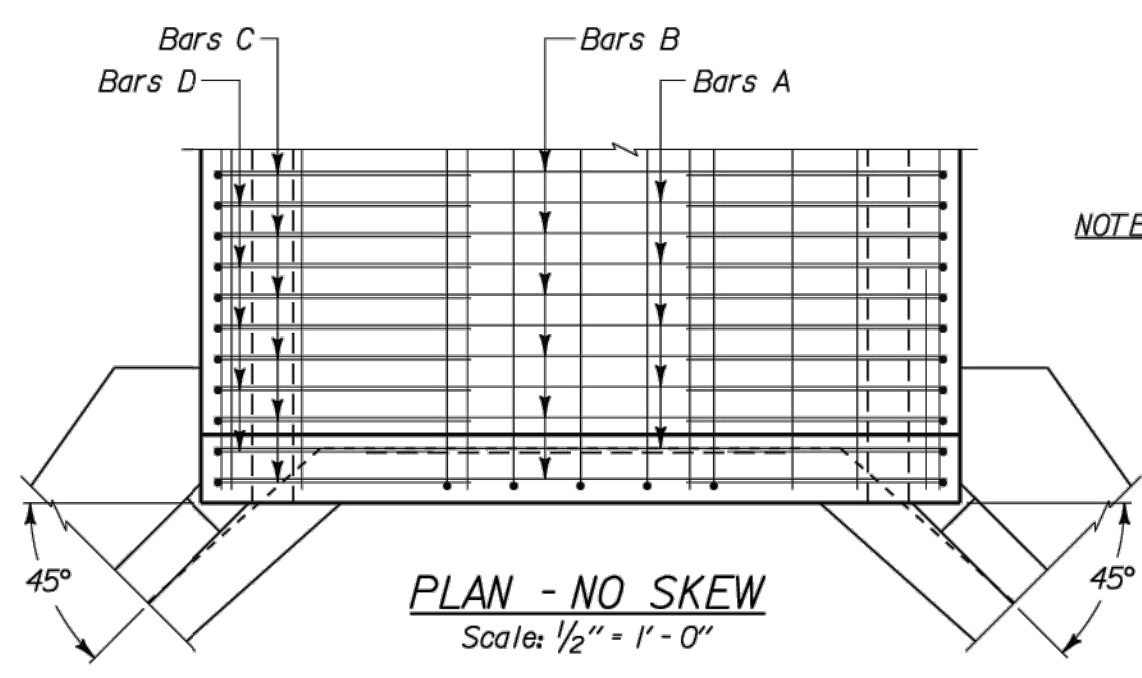 Bars C
Bars B
Bars D
Bars A
NOTE
45°
45°
PLAN - NO SKEW
Scale: 1/2" = 1' - 0"